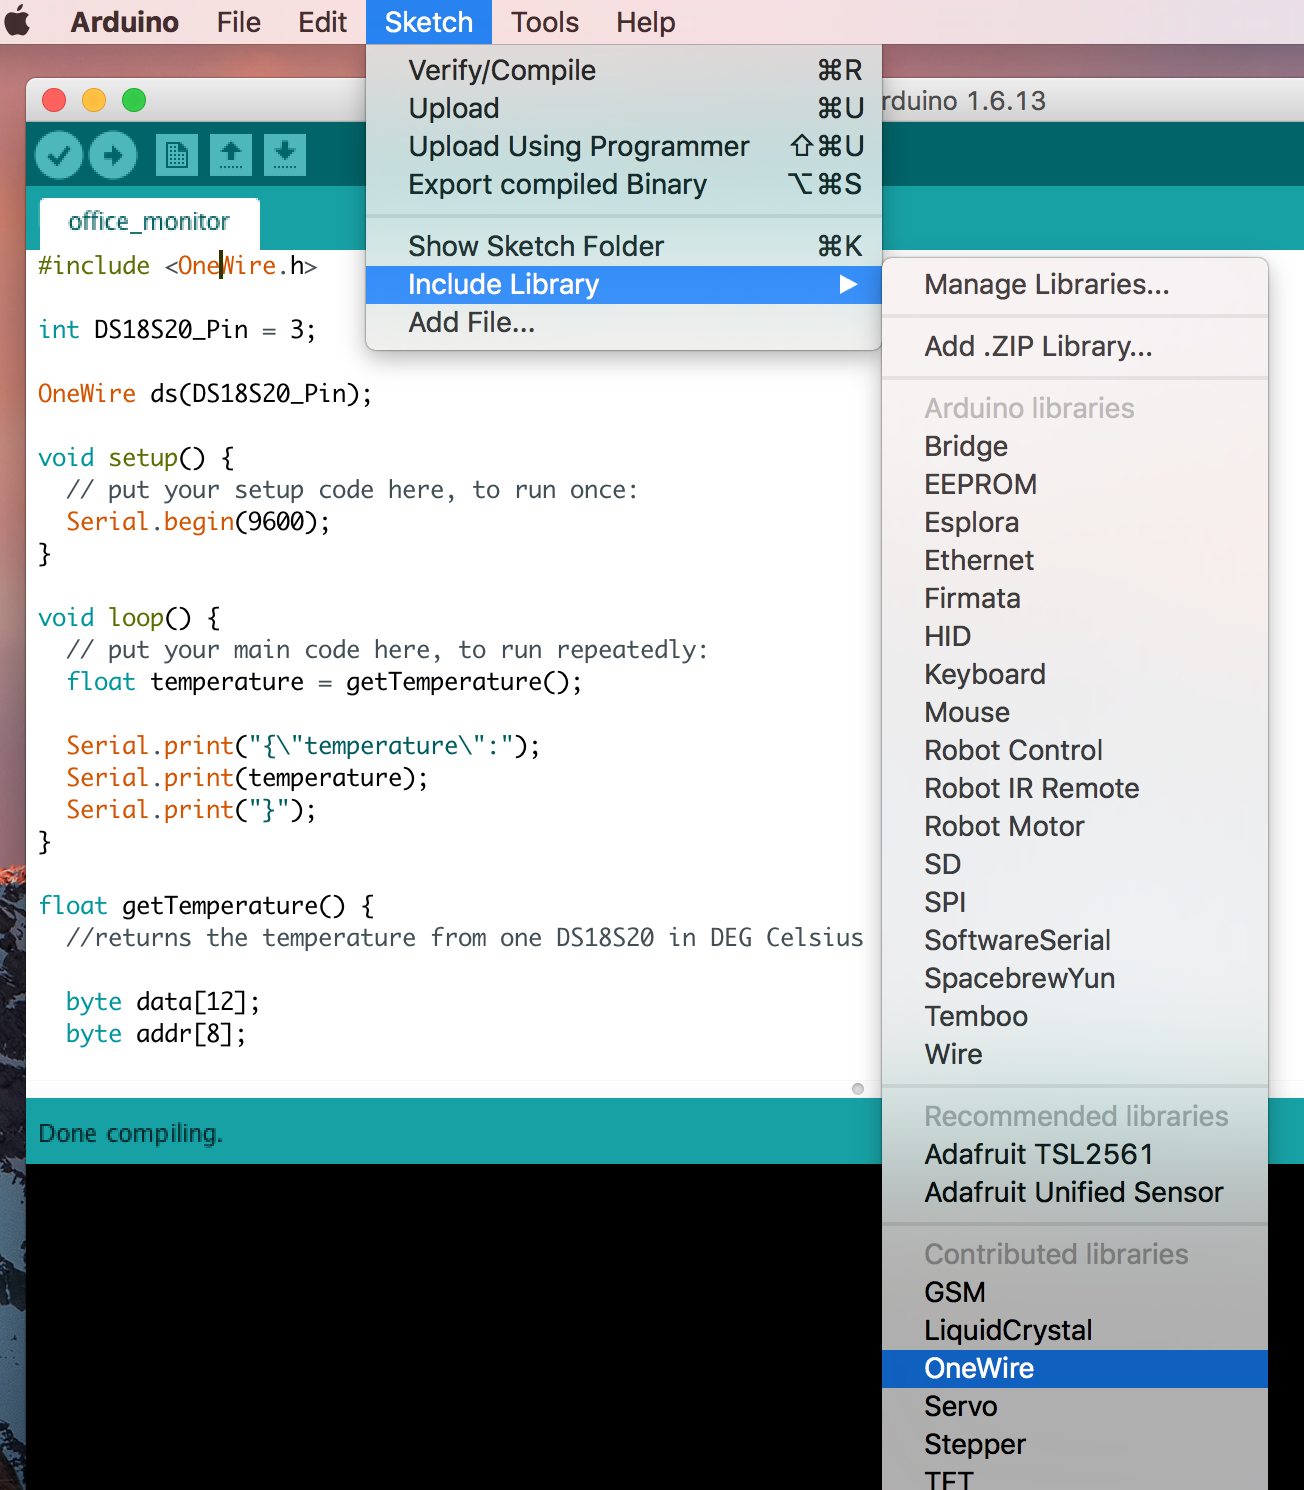 Arduino File Edit Sketch Tools Help
rduino 1.6.13
Verify/Compile ⌘R
Upload ⌘U
Upload Using Programmer ⇧⌘U
Export compiled Binary ⌥⌘S
Show Sketch Folder ⌘K
Include Library ▶
Add File...
office_monitor
#include <OneWire.h>
int DS18S20_Pin = 3;
OneWire ds(DS18S20_Pin);
void setup() {
// put your setup code here, to run once:
Serial.begin(9600);
}
void loop() {
// put your main code here, to run repeatedly:
float temperature = getTemperature();
Serial.print("{\"temperature\":");
Serial.print(temperature);
Serial.print("}");
}
float getTemperature() {
//returns the temperature from one DS18S20 in DEG Celsius
byte data[12];
byte addr[8];
Done compiling.
Manage Libraries...
Add .ZIP Library...
Arduino libraries
Bridge
EEPROM
Esplora
Ethernet
Firmata
HID
Keyboard
Mouse
Robot Control
Robot IR Remote
Robot Motor
SD
SPI
SoftwareSerial
SpacebrewYun
Temboo
Wire
Recommended libraries
Adafruit TSL2561
Adafruit Unified Sensor
Contributed libraries
GSM
LiquidCrystal
OneWire
Servo
Stepper
TFT